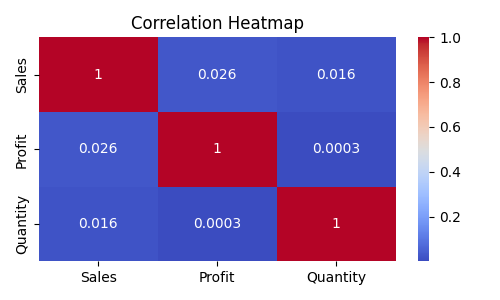 Correlation Heatmap
Sales
1
0.026
0.016
Profit
0.026
1
0.0003
Quantity
0.016
0.0003
1
Sales
Profit
Quantity
1.0
0.8
0.6
0.4
0.2